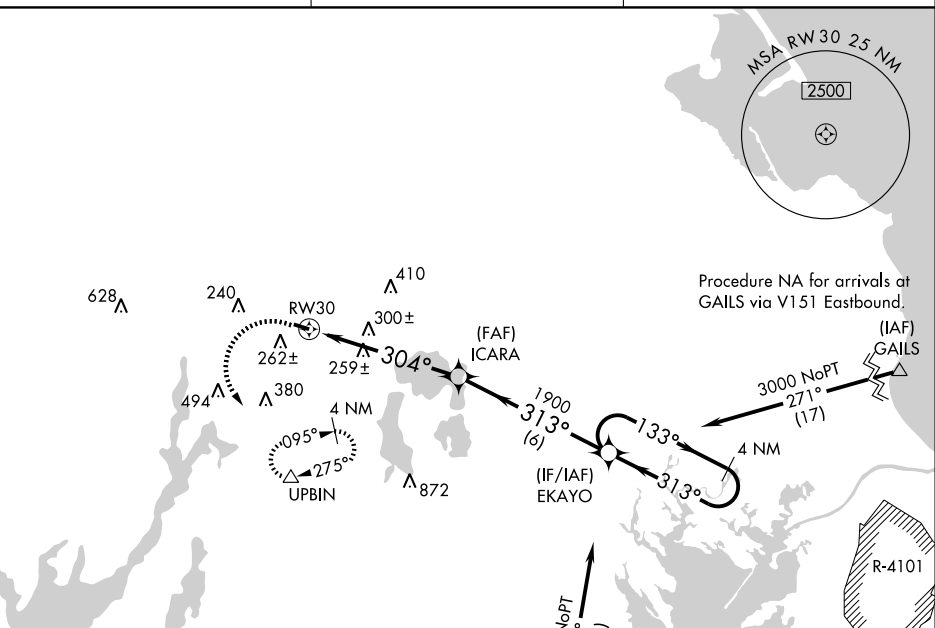 MSA RW30 25 NM
2500
Procedure NA for arrivals at
GAILS via V151 Eastbound.
(IAF)
GAILS
3000 NoPT
271°
(17)
410
628
240
RW30
300±
262±
259±
304°
(FAF)
ICARA
494
380
1900
313°
(6)
4 NM
095°
275°
UPBIN
872
133°
4 NM
313°
(IF/IAF)
EKAYO
R-4101
NoPT